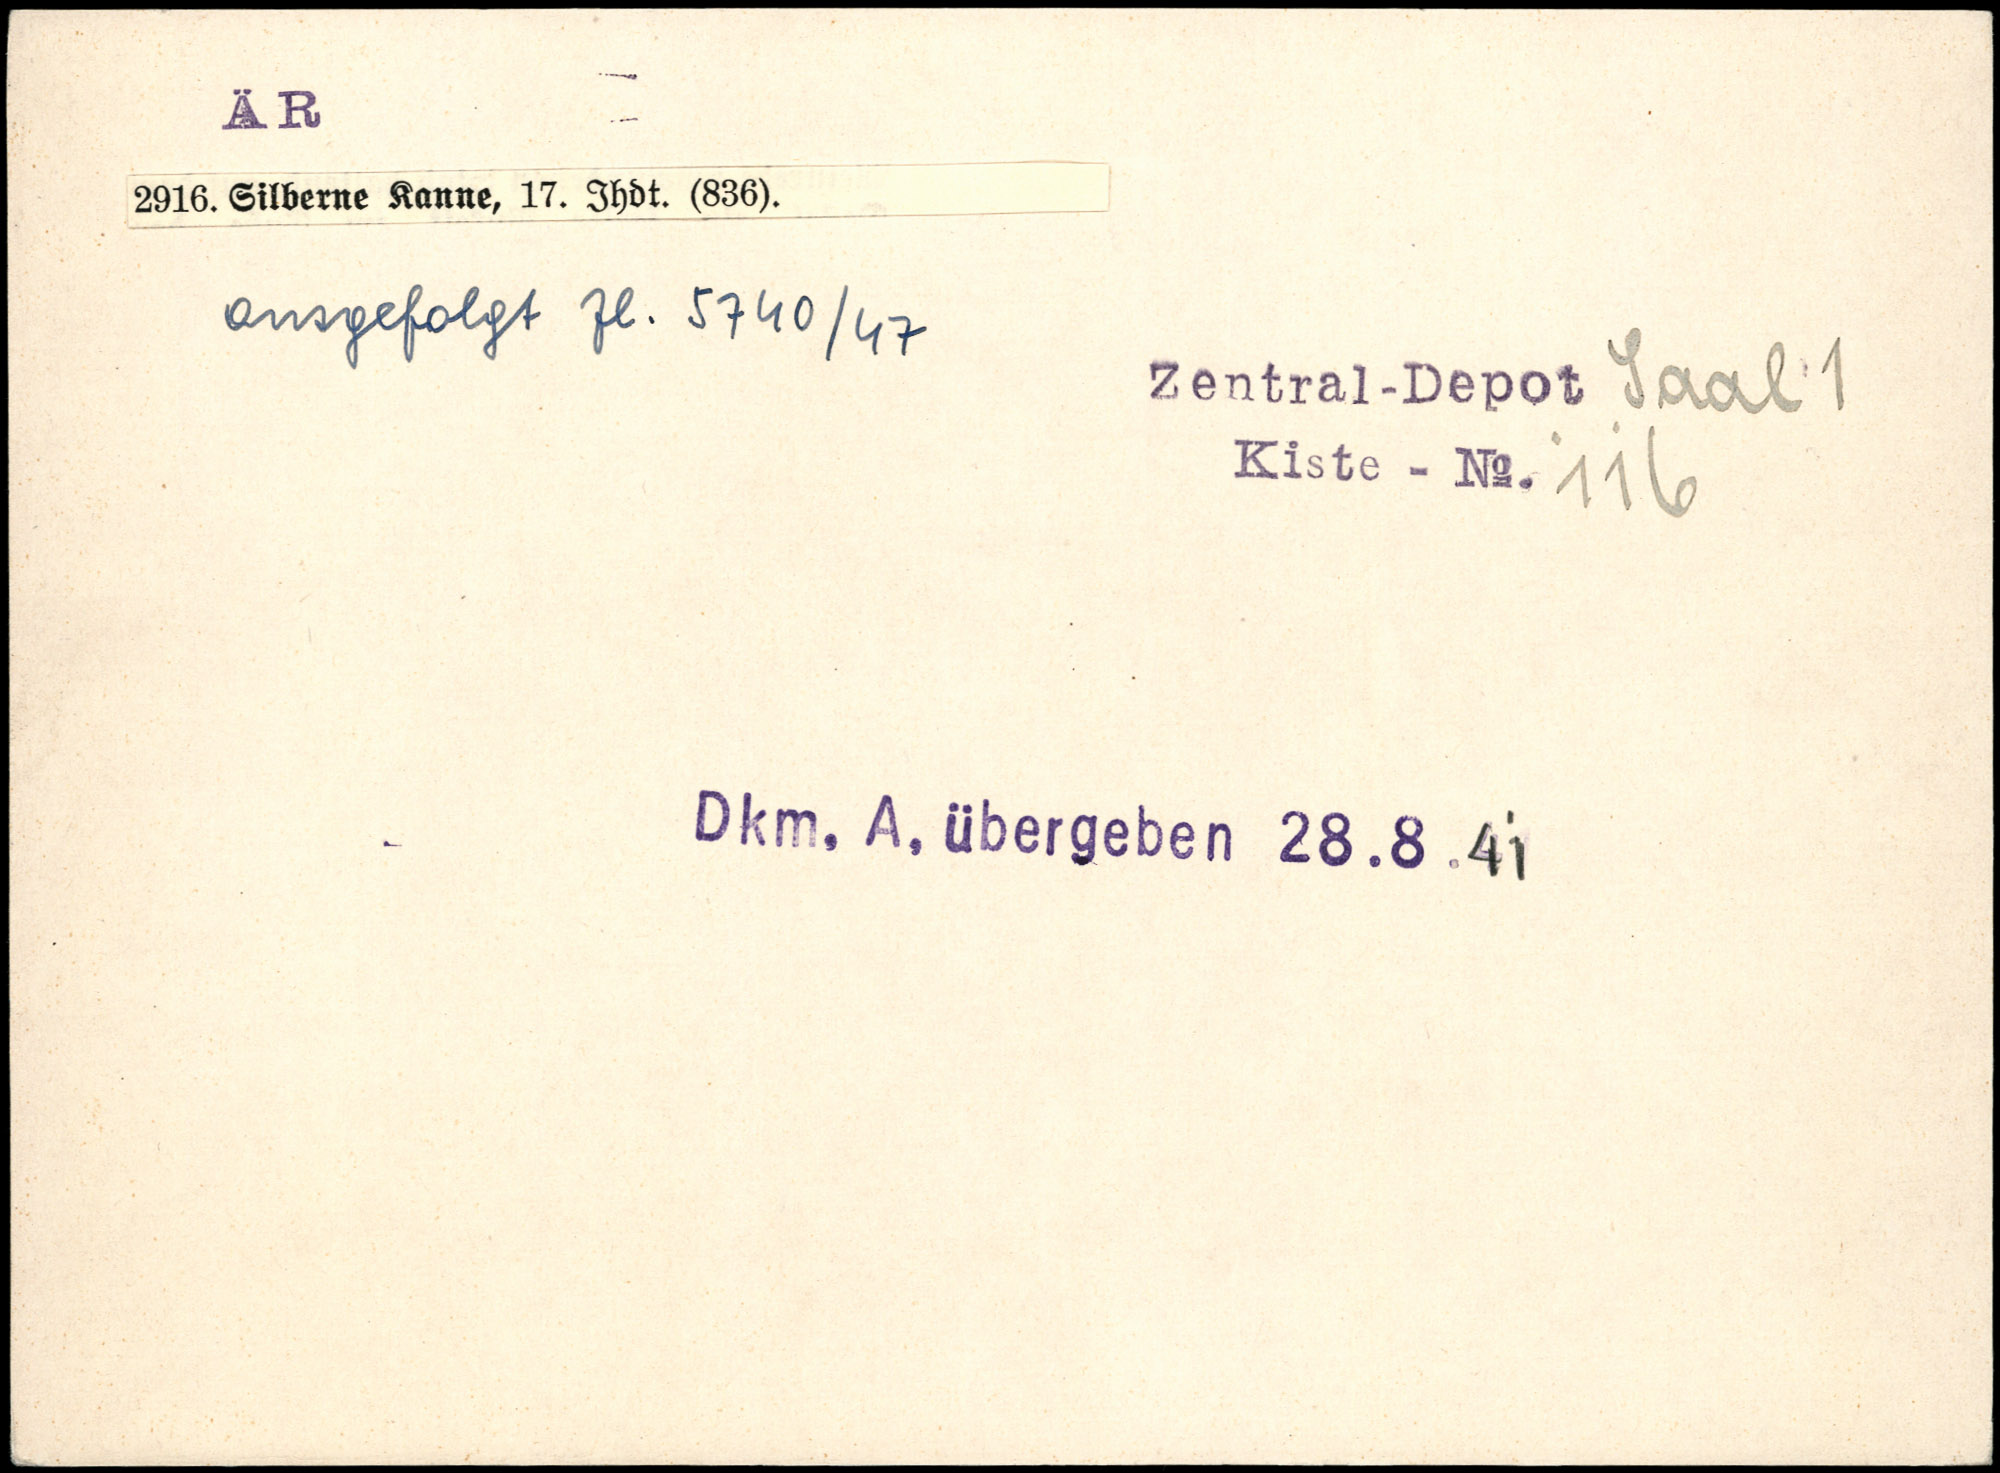 ÄR
2916. Silberne Kanne, 17. Jhdt. (836).
ausgefolgt Zl. 5740/47
Zentral-Depot Saal 1
Kiste - No. 116
Dkm. A. übergeben 28.8.41